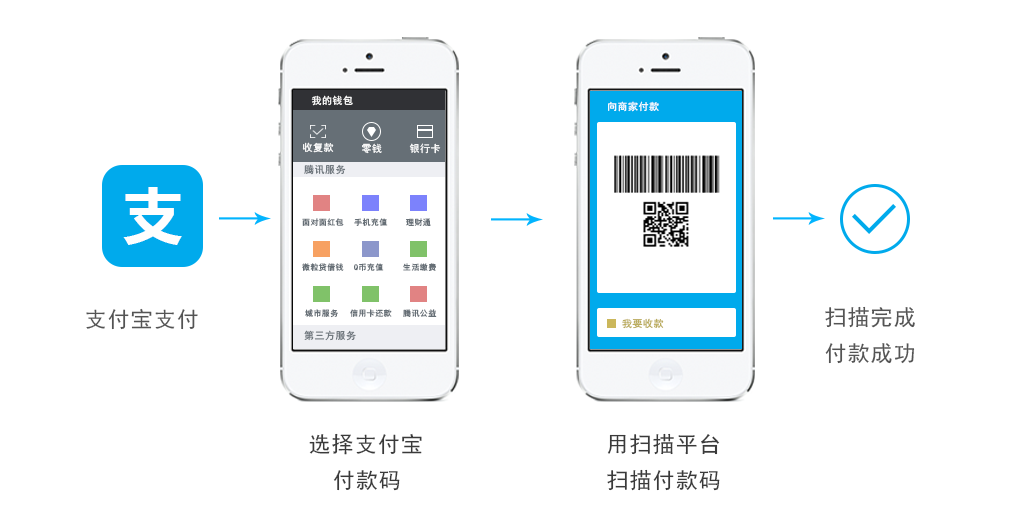 支
支付宝支付
我的钱包
收复款
零钱
银行卡
腾讯服务
面对面红包
手机充值
理财通
微粒贷借钱
Q币充值
生活缴费
城市服务
信用卡还款
腾讯公益
第三方服务
选择支付宝
付款码
向商家付款
我要收款
用扫描平台
扫描付款码
扫描完成
付款成功